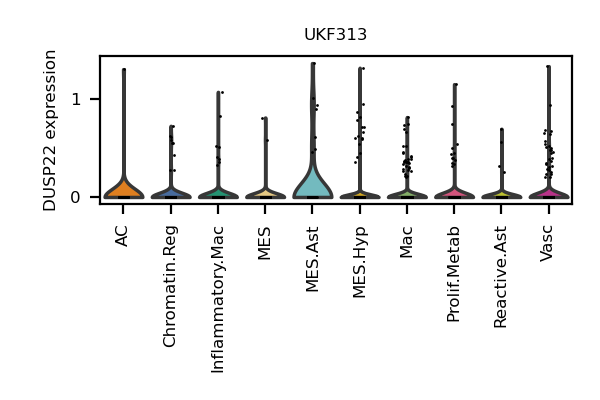 UKF313
DUSP22 expression
1
0
AC
Chromatin.Reg
Inflammatory.Mac
MES
MES.Ast
MES.Hyp
Mac
Prolif.Metab
Reactive.Ast
Vasc